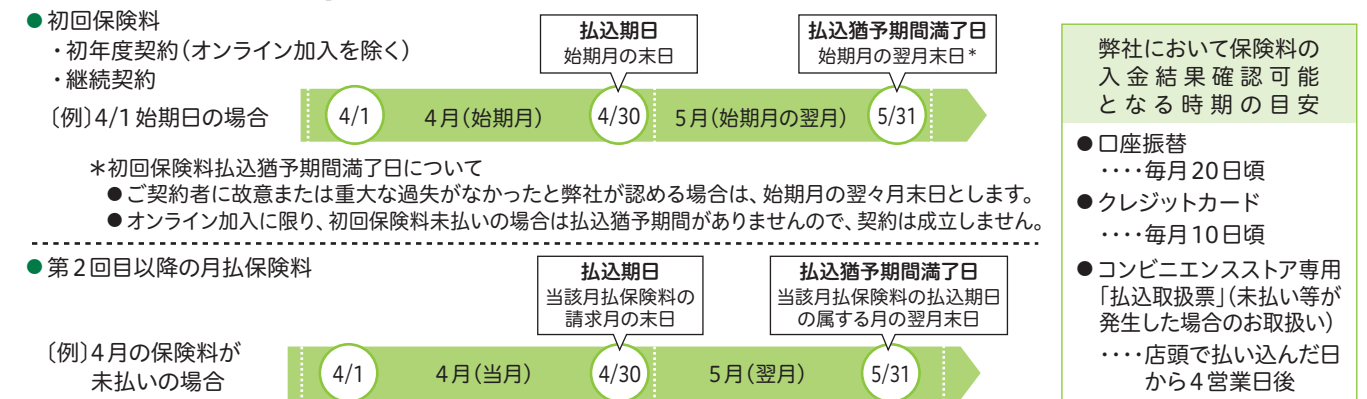 ●初回保険料
・初年度契約（オンライン加入を除く）
・継続契約
〔例〕4/1始期日の場合
払込期日
始期月の末日
払込猶予期間満了日
始期月の翌月末日*
4/1
4月（始期月）
4/30
5月（始期月の翌月）
5/31
＊初回保険料払込猶予期間満了日について
●ご契約者に故意または重大な過失がなかったと弊社が認める場合は、始期月の翌々月末日とします。
●オンライン加入に限り、初回保険料未払いの場合は払込猶予期間がありませんので、契約は成立しません。
●第2回目以降の月払保険料
払込期日
当該月払保険料の
請求月の末日
払込猶予期間満了日
当該月払保険料の払込期日
の属する月の翌月末日
〔例〕4月の保険料が
未払いの場合
4/1
4月（当月）
4/30
5月（翌月）
5/31
弊社において保険料の
入金結果確認可能
となる時期の目安
●口座振替
････毎月20日頃
●クレジットカード
････毎月10日頃
●コンビニエンスストア専用
「払込取扱票」（未払い等が
発生した場合のお取扱い）
････店頭で払い込んだ日
から4営業日後